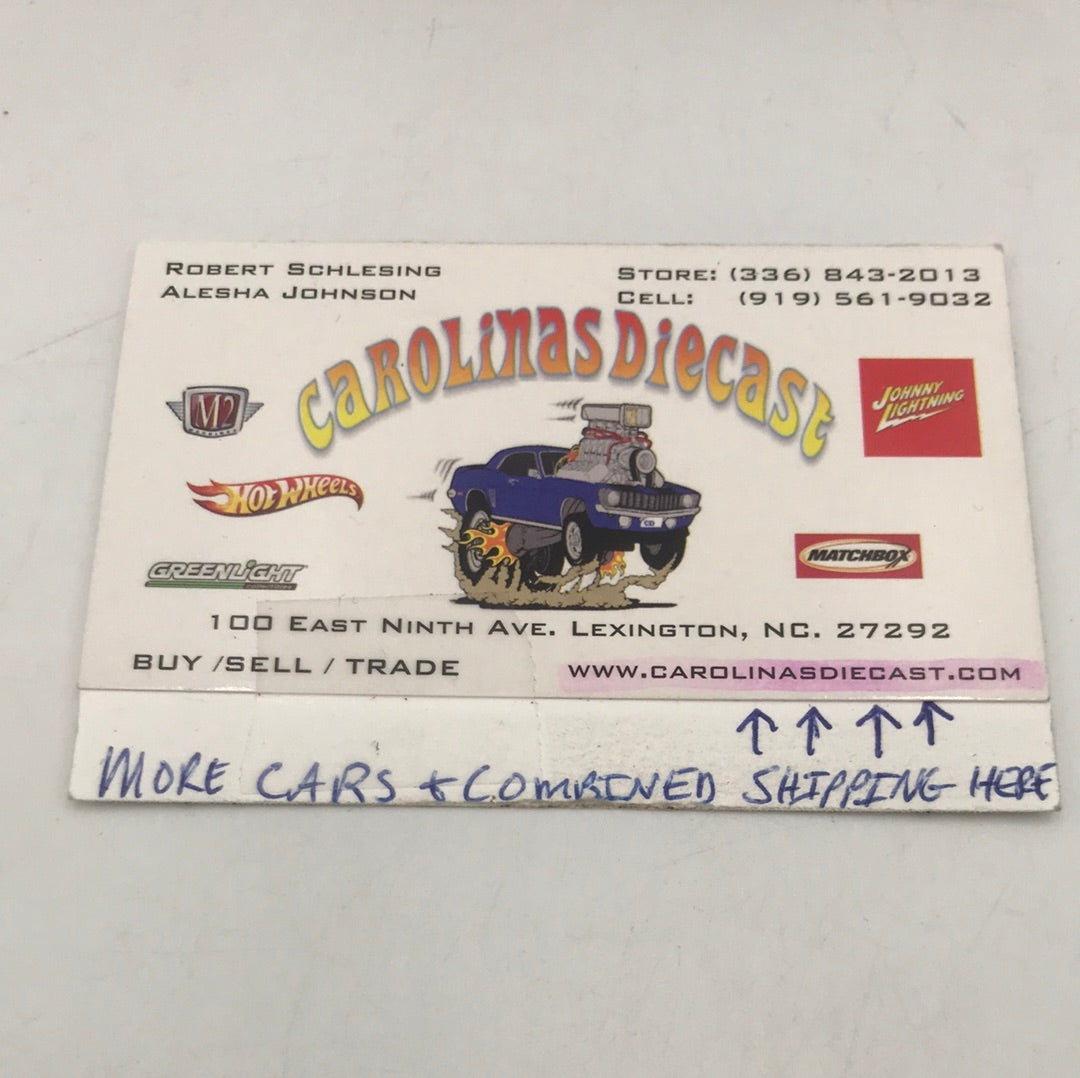 ROBERT SCHLESING
ALESHA JOHNSON
STORE: (336) 843-2013
CELL: (919) 561-9032
CAROLINAS DIECAST
M2
MACHINES
JOHNNY
LIGHTNING
HOT WHEELS
CD
MATCHBOX
GREENLIGHT
100 EAST NINTH AVE. LEXINGTON, NC. 27292
BUY /SELL / TRADE
WWW.CAROLINASDIECAST.COM
MORE CARS + COMBINED SHIPPING HERE